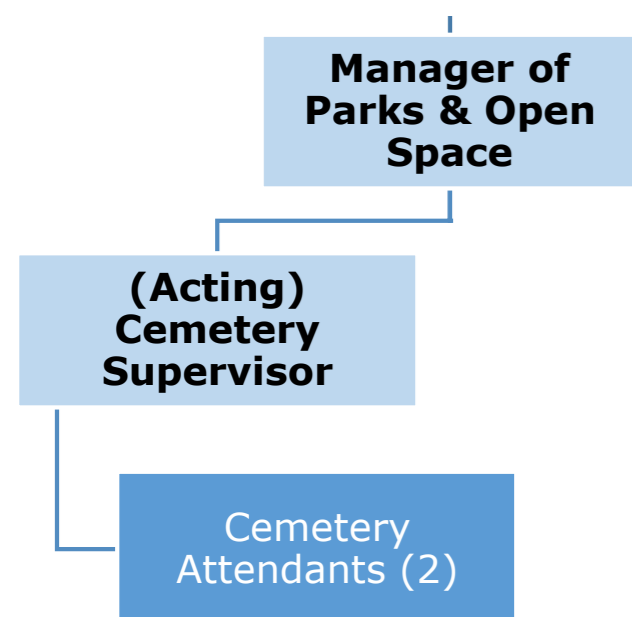 Manager of
Parks & Open
Space
(Acting)
Cemetery
Supervisor
Cemetery
Attendants (2)